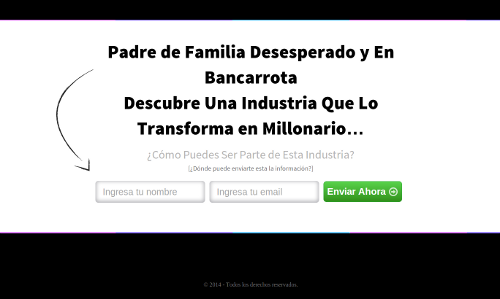 Padre de Familia Desesperado y En
Bancarrota
Descubre Una Industria Que Lo
Transforma en Millonario...
¿Cómo Puedes Ser Parte de Esta Industria?
[¿Dónde puede enviarte esta la información?]
Ingresa tu nombre
Ingresa tu email
Enviar Ahora
© 2014 - Todos los derechos reservados.